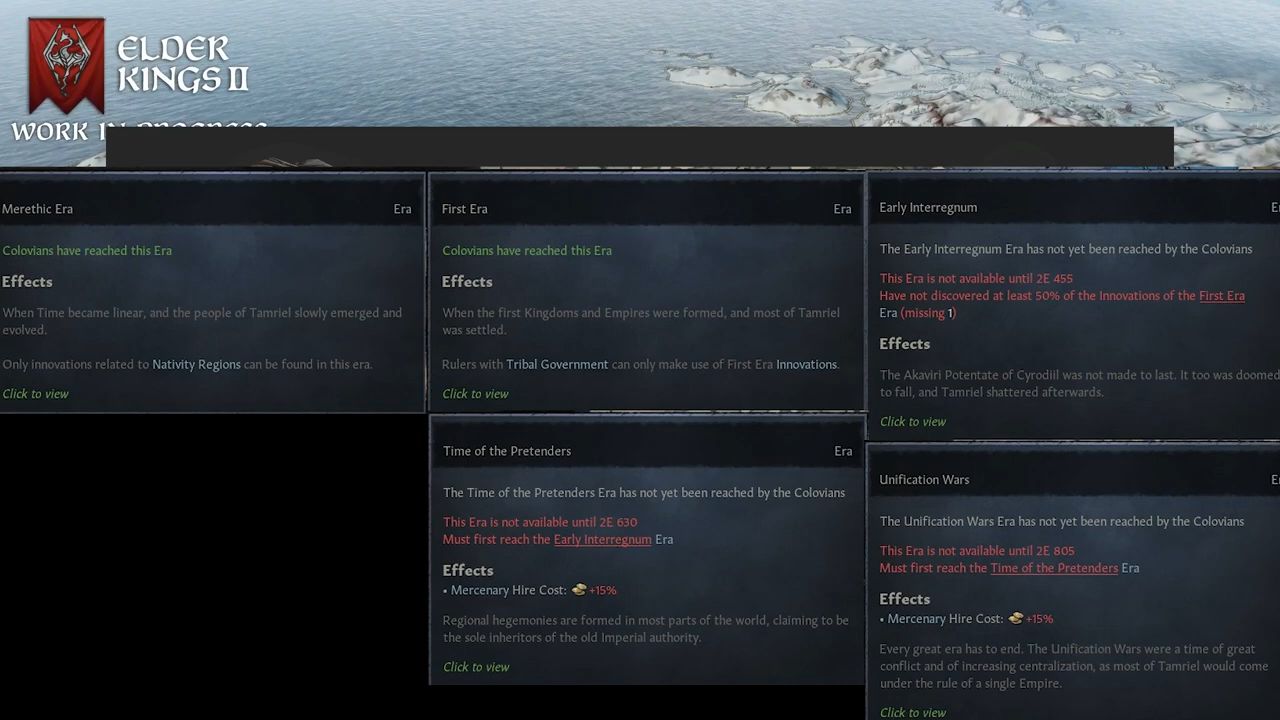 ELDER
KINGS II
WORK IN PROGRESS
Merethic Era Era
Colovians have reached this Era
Effects
When Time became linear, and the people of Tamriel slowly emerged and
evolved.
Only innovations related to Nativity Regions can be found in this era.
Click to view
First Era Era
Colovians have reached this Era
Effects
When the first Kingdoms and Empires were formed, and most of Tamriel
was settled.
Rulers with Tribal Government can only make use of First Era Innovations.
Click to view
Early Interregnum
The Early Interregnum Era has not yet been reached by the Colovians
This Era is not available until 2E 455
Have not discovered at least 50% of the Innovations of the First Era
Era (missing 1)
Effects
The Akaviri Potentate of Cyrodiil was not made to last. It too was doomed
to fall, and Tamriel shattered afterwards.
Click to view
Time of the Pretenders Era
The Time of the Pretenders Era has not yet been reached by the Colovians
This Era is not available until 2E 630
Must first reach the Early Interregnum Era
Effects
• Mercenary Hire Cost: +15%
Regional hegemonies are formed in most parts of the world, claiming to be
the sole inheritors of the old Imperial authority.
Click to view
Unification Wars
The Unification Wars Era has not yet been reached by the Colovians
This Era is not available until 2E 805
Must first reach the Time of the Pretenders Era
Effects
• Mercenary Hire Cost: +15%
Every great era has to end. The Unification Wars were a time of great
conflict and of increasing centralization, as most of Tamriel would come
under the rule of a single Empire.
Click to view